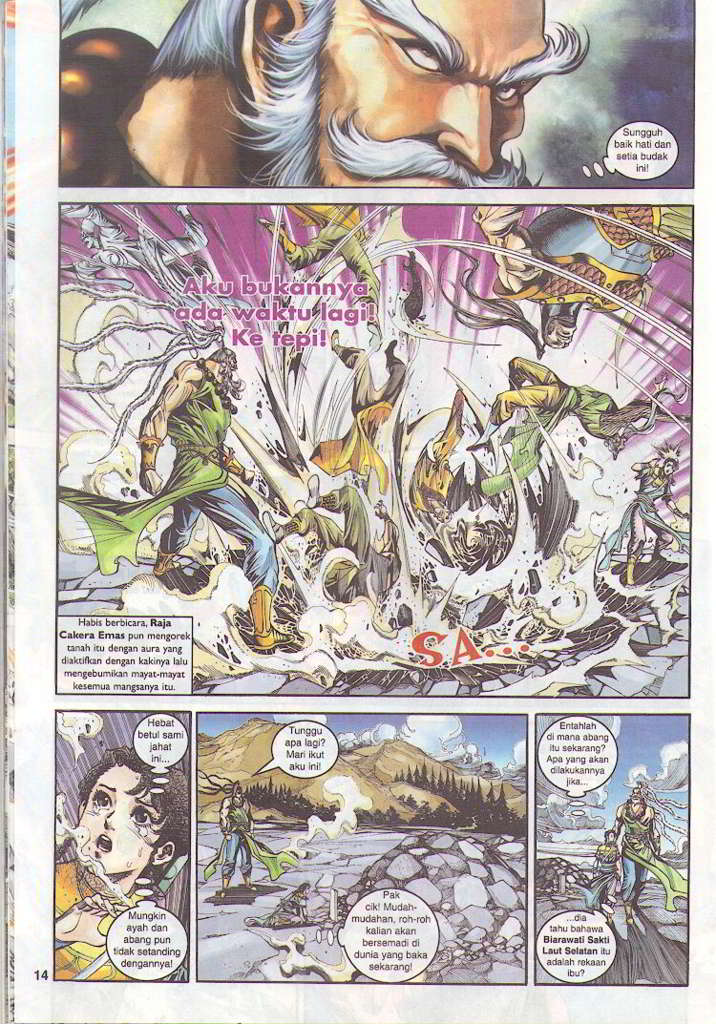 Sungguh
baik hati dan
setia budak
ini!
Aku bukannya
ada waktu lagi!
Ke tepi!
Habis berbicara, Raja
Cakera Emas pun mengorek
tanah itu dengan aura yang
diaktifkan dengan kakinya lalu
mengebumikan mayat-mayat
kesemua mangsanya itu.
SA...
Hebat
betul sami
jahat
ini...
Mungkin
ayah dan
abang pun
tidak setanding
dengannya!
Tunggu
apa lagi?
Mari ikut
aku ini!
Pak
cik! Mudah-
mudahan, roh-roh
kalian akan
bersemadi di
dunia yang baka
sekarang!
Entahlah
di mana abang
itu sekarang?
Apa yang
dilakukannya
jika...
...dia
tahu bahawa
Biarawati Sakti
Laut Selatan itu
adalah rekaan
ibu?
14